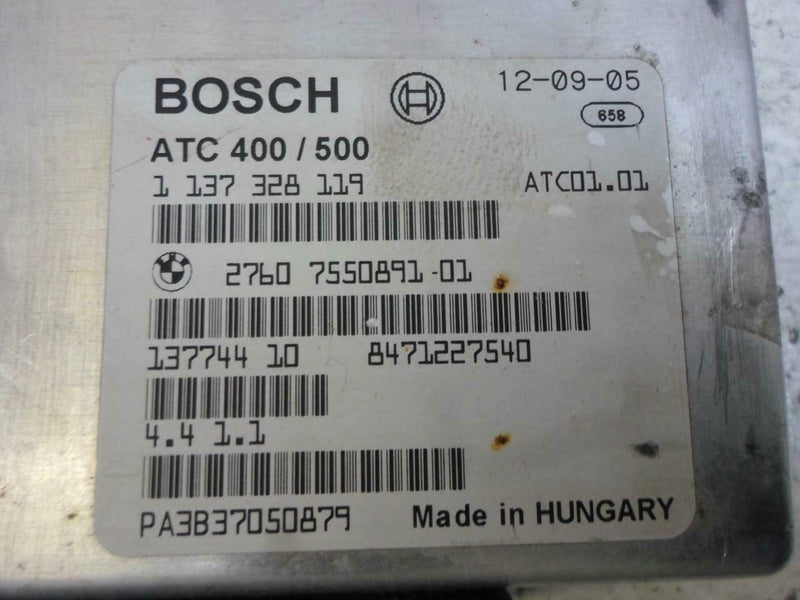 BOSCH 12-09-05
658
ATC 400 / 500
1 137 328 119 ATC01.01
2760 7550891-01
137744 10 8471227540
4.4 1.1
PA3B37050879 Made in HUNGARY